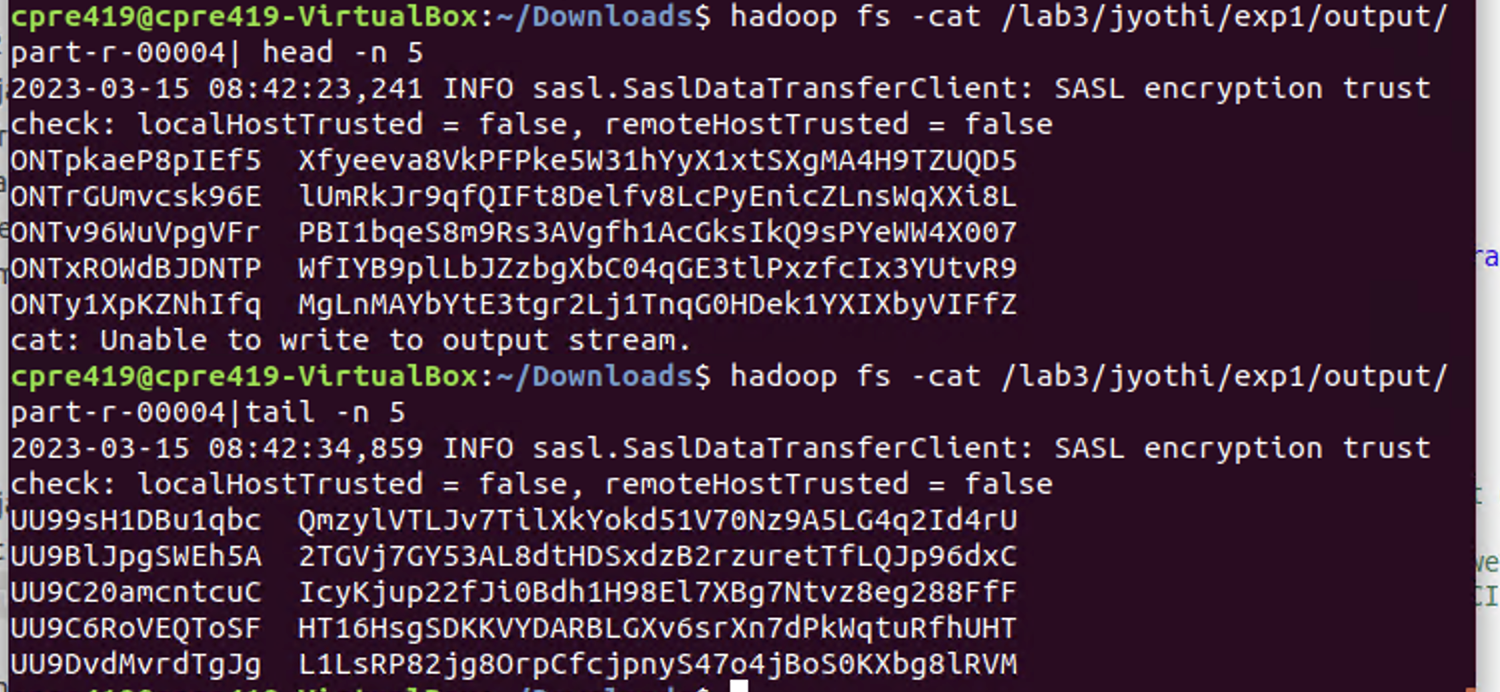 cpre419@cpre419-VirtualBox:~/Downloads$ hadoop fs -cat /lab3/jyothi/exp1/output/
part-r-00004| head -n 5
2023-03-15 08:42:23,241 INFO sasl.SaslDataTransferClient: SASL encryption trust
check: localHostTrusted = false, remoteHostTrusted = false
ONTpkaeP8pIEf5  Xfyeeva8VkPFPke5W31hYyX1xtSXgMA4H9TZUQD5
ONTrGUmvcsk96E  lUmRkJr9qfQIFt8Delfv8LcPyEnicZLnsWqXXi8L
ONTv96WuVpgVFr  PBI1bqeS8m9Rs3AVgfh1AcGksIkQ9sPYeWW4X007
ONTxROWdBJDNTP  WfIYB9plLbJZzbgXbC04qGE3tlPxzfcIx3YUtvR9
ONTy1XpKZNhIfq  MgLnMAYbYtE3tgr2Lj1TnqG0HDek1YXIXbyVIFfZ
cat: Unable to write to output stream.
cpre419@cpre419-VirtualBox:~/Downloads$ hadoop fs -cat /lab3/jyothi/exp1/output/
part-r-00004|tail -n 5
2023-03-15 08:42:34,859 INFO sasl.SaslDataTransferClient: SASL encryption trust
check: localHostTrusted = false, remoteHostTrusted = false
UU99sH1DBu1qbc  QmzylVTLJv7TilXkYokd51V70Nz9A5LG4q2Id4rU
UU9BlJpgSWEh5A  2TGVj7GY53AL8dtHDSxdzB2rzuretTfLQJp96dxC
UU9C20amcntcuC  IcyKjup22fJi0Bdh1H98El7XBg7Ntvz8eg288FfF
UU9C6RoVEQToSF  HT16HsgSDKKVYDARBLGXv6srXn7dPkWqtuRfhUHT
UU9DvdMvrdTgJg  L1LsRP82jg8OrpCfcjpnyS47o4jBoS0KXbg8lRVM